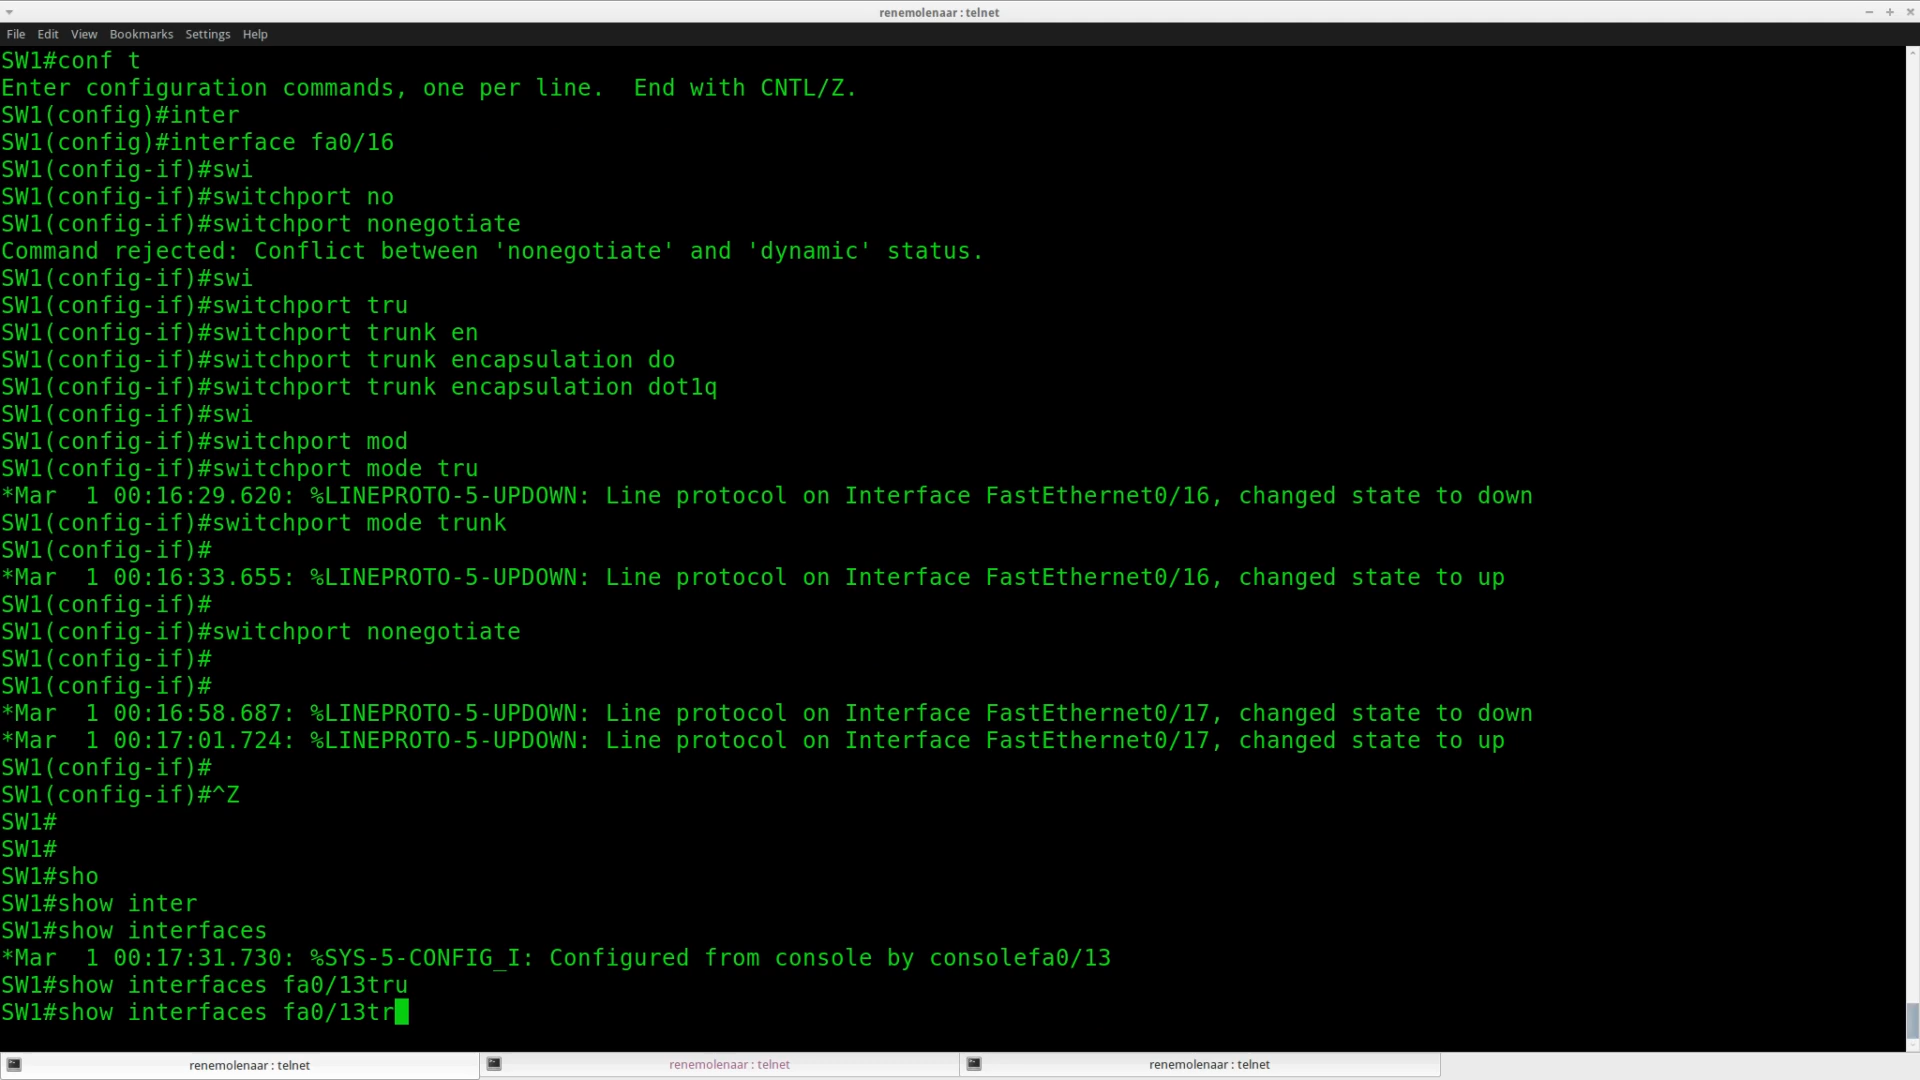 renemolenaar : telnet
File Edit View Bookmarks Settings Help
SW1#conf t
Enter configuration commands, one per line.  End with CNTL/Z.
SW1(config)#inter
SW1(config)#interface fa0/16
SW1(config-if)#swi
SW1(config-if)#switchport no
SW1(config-if)#switchport nonegotiate
Command rejected: Conflict between 'nonegotiate' and 'dynamic' status.
SW1(config-if)#swi
SW1(config-if)#switchport tru
SW1(config-if)#switchport trunk en
SW1(config-if)#switchport trunk encapsulation do
SW1(config-if)#switchport trunk encapsulation dot1q
SW1(config-if)#swi
SW1(config-if)#switchport mod
SW1(config-if)#switchport mode tru
*Mar  1 00:16:29.620: %LINEPROTO-5-UPDOWN: Line protocol on Interface FastEthernet0/16, changed state to down
SW1(config-if)#switchport mode trunk
SW1(config-if)#
*Mar  1 00:16:33.655: %LINEPROTO-5-UPDOWN: Line protocol on Interface FastEthernet0/16, changed state to up
SW1(config-if)#
SW1(config-if)#switchport nonegotiate
SW1(config-if)#
SW1(config-if)#
*Mar  1 00:16:58.687: %LINEPROTO-5-UPDOWN: Line protocol on Interface FastEthernet0/17, changed state to down
*Mar  1 00:17:01.724: %LINEPROTO-5-UPDOWN: Line protocol on Interface FastEthernet0/17, changed state to up
SW1(config-if)#
SW1(config-if)#^Z
SW1#
SW1#
SW1#sho
SW1#show inter
SW1#show interfaces
*Mar  1 00:17:31.730: %SYS-5-CONFIG_I: Configured from console by consolefa0/13
SW1#show interfaces fa0/13tru
SW1#show interfaces fa0/13tr
renemolenaar : telnet renemolenaar : telnet renemolenaar : telnet